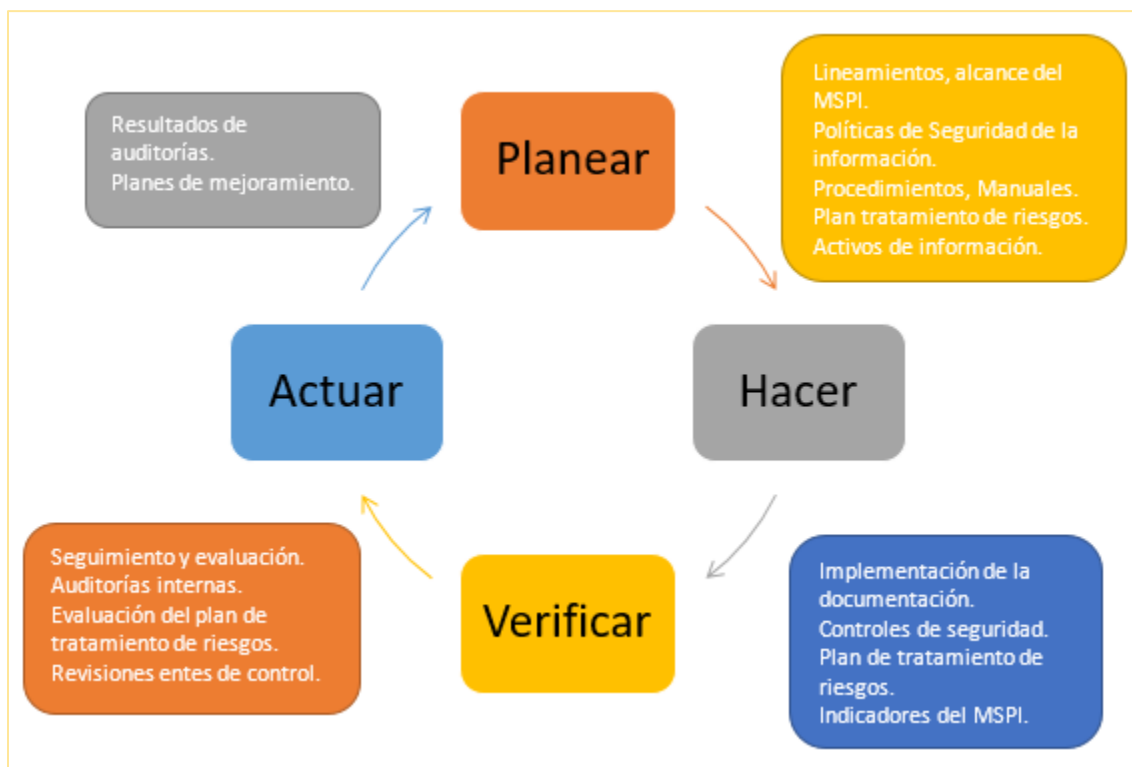 Planear
Lineamientos, alcance del
MSPI.
Políticas de Seguridad de la
información.
Procedimientos, Manuales.
Plan tratamiento de riesgos.
Activos de información.
Hacer
Implementación de la
documentación.
Controles de seguridad.
Plan de tratamiento de
riesgos.
Indicadores del MSPI.
Verificar
Seguimiento y evaluación.
Auditorías internas.
Evaluación del plan de
tratamiento de riesgos.
Revisiones entes de control.
Actuar
Resultados de
auditorías.
Planes de mejoramiento.